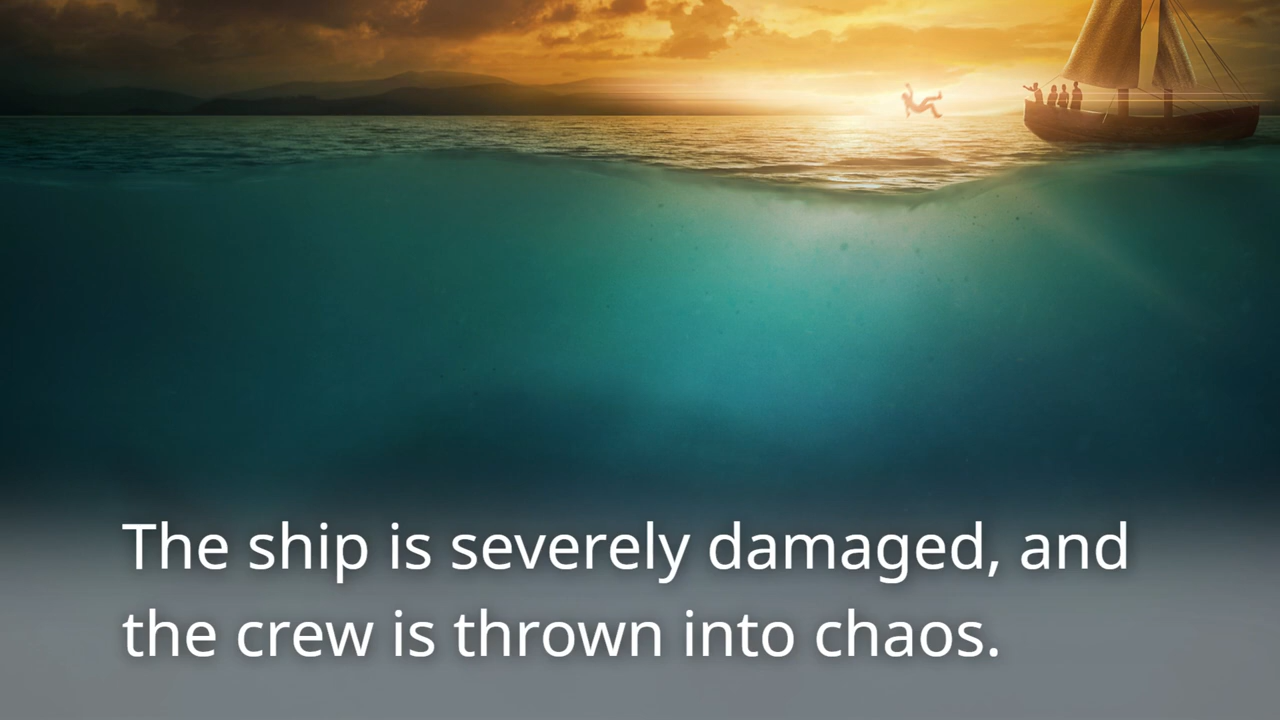 The ship is severely damaged, and
the crew is thrown into chaos.